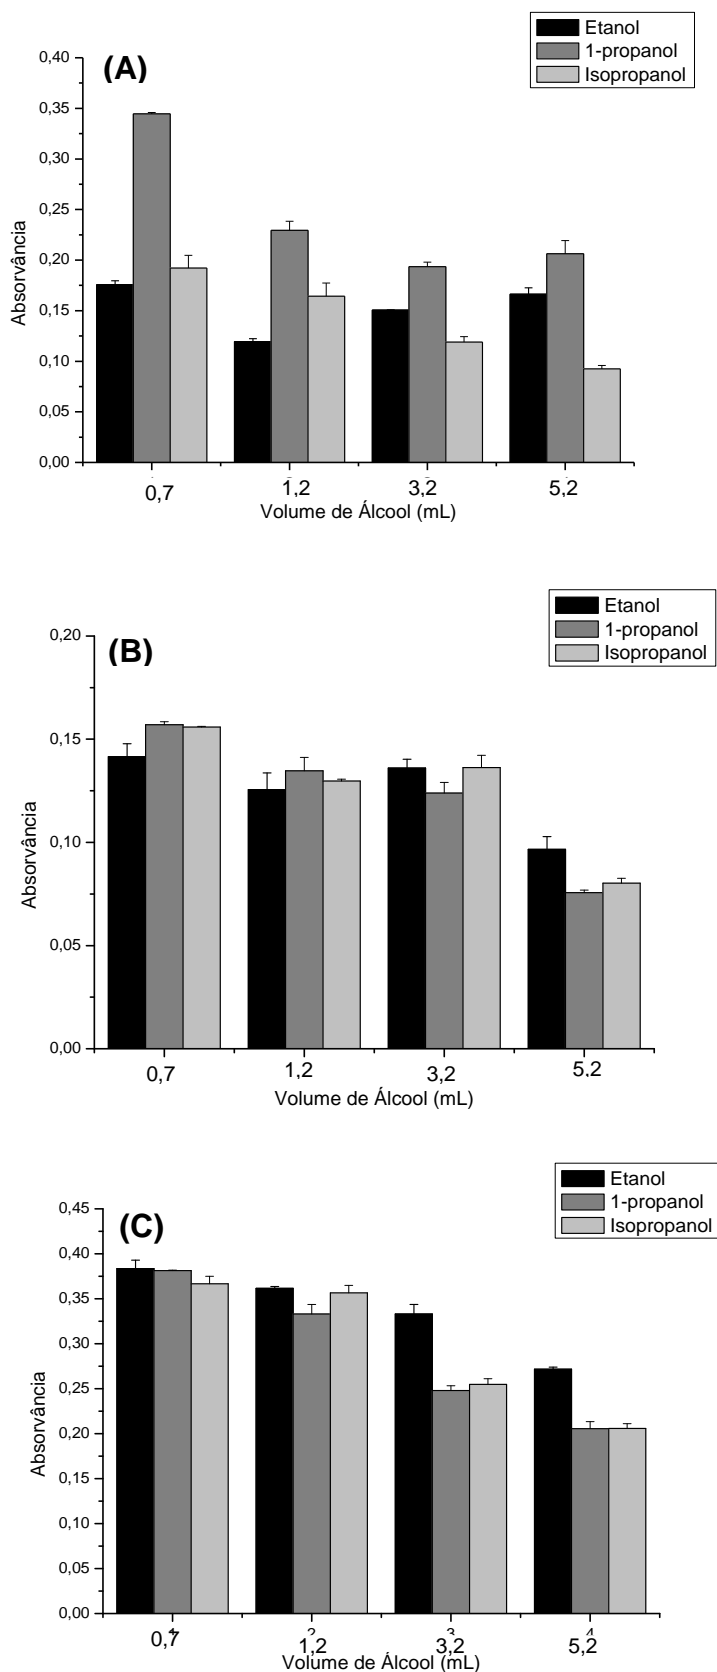 Etanol
1-propanol
Isopropanol
(A)
0,40
0,35
0,30
0,25
0,20
0,15
0,10
0,05
0,00
Absorvância
0,7 1,2 3,2 5,2
Volume de Álcool (mL)
Etanol
1-propanol
Isopropanol
(B)
0,20
0,15
0,10
0,05
0,00
Absorvância
0,7 1,2 3,2 5,2
Volume de Álcool (mL)
Etanol
1-propanol
Isopropanol
(C)
0,45
0,40
0,35
0,30
0,25
0,20
0,15
0,10
0,05
0,00
Absorvância
0,7 1,2 3,2 5,2
Volume de Álcool (mL)